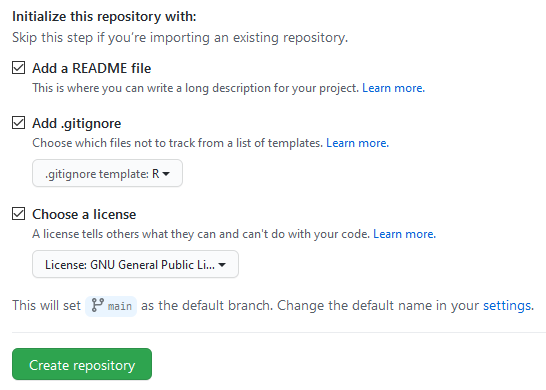 Initialize this repository with:
Skip this step if you're importing an existing repository.
Add a README file
This is where you can write a long description for your project. Learn more.
Add .gitignore
Choose which files not to track from a list of templates. Learn more.
.gitignore template: R
Choose a license
A license tells others what they can and can't do with your code. Learn more.
License: GNU General Public Li...
This will set main as the default branch. Change the default name in your settings.
Create repository